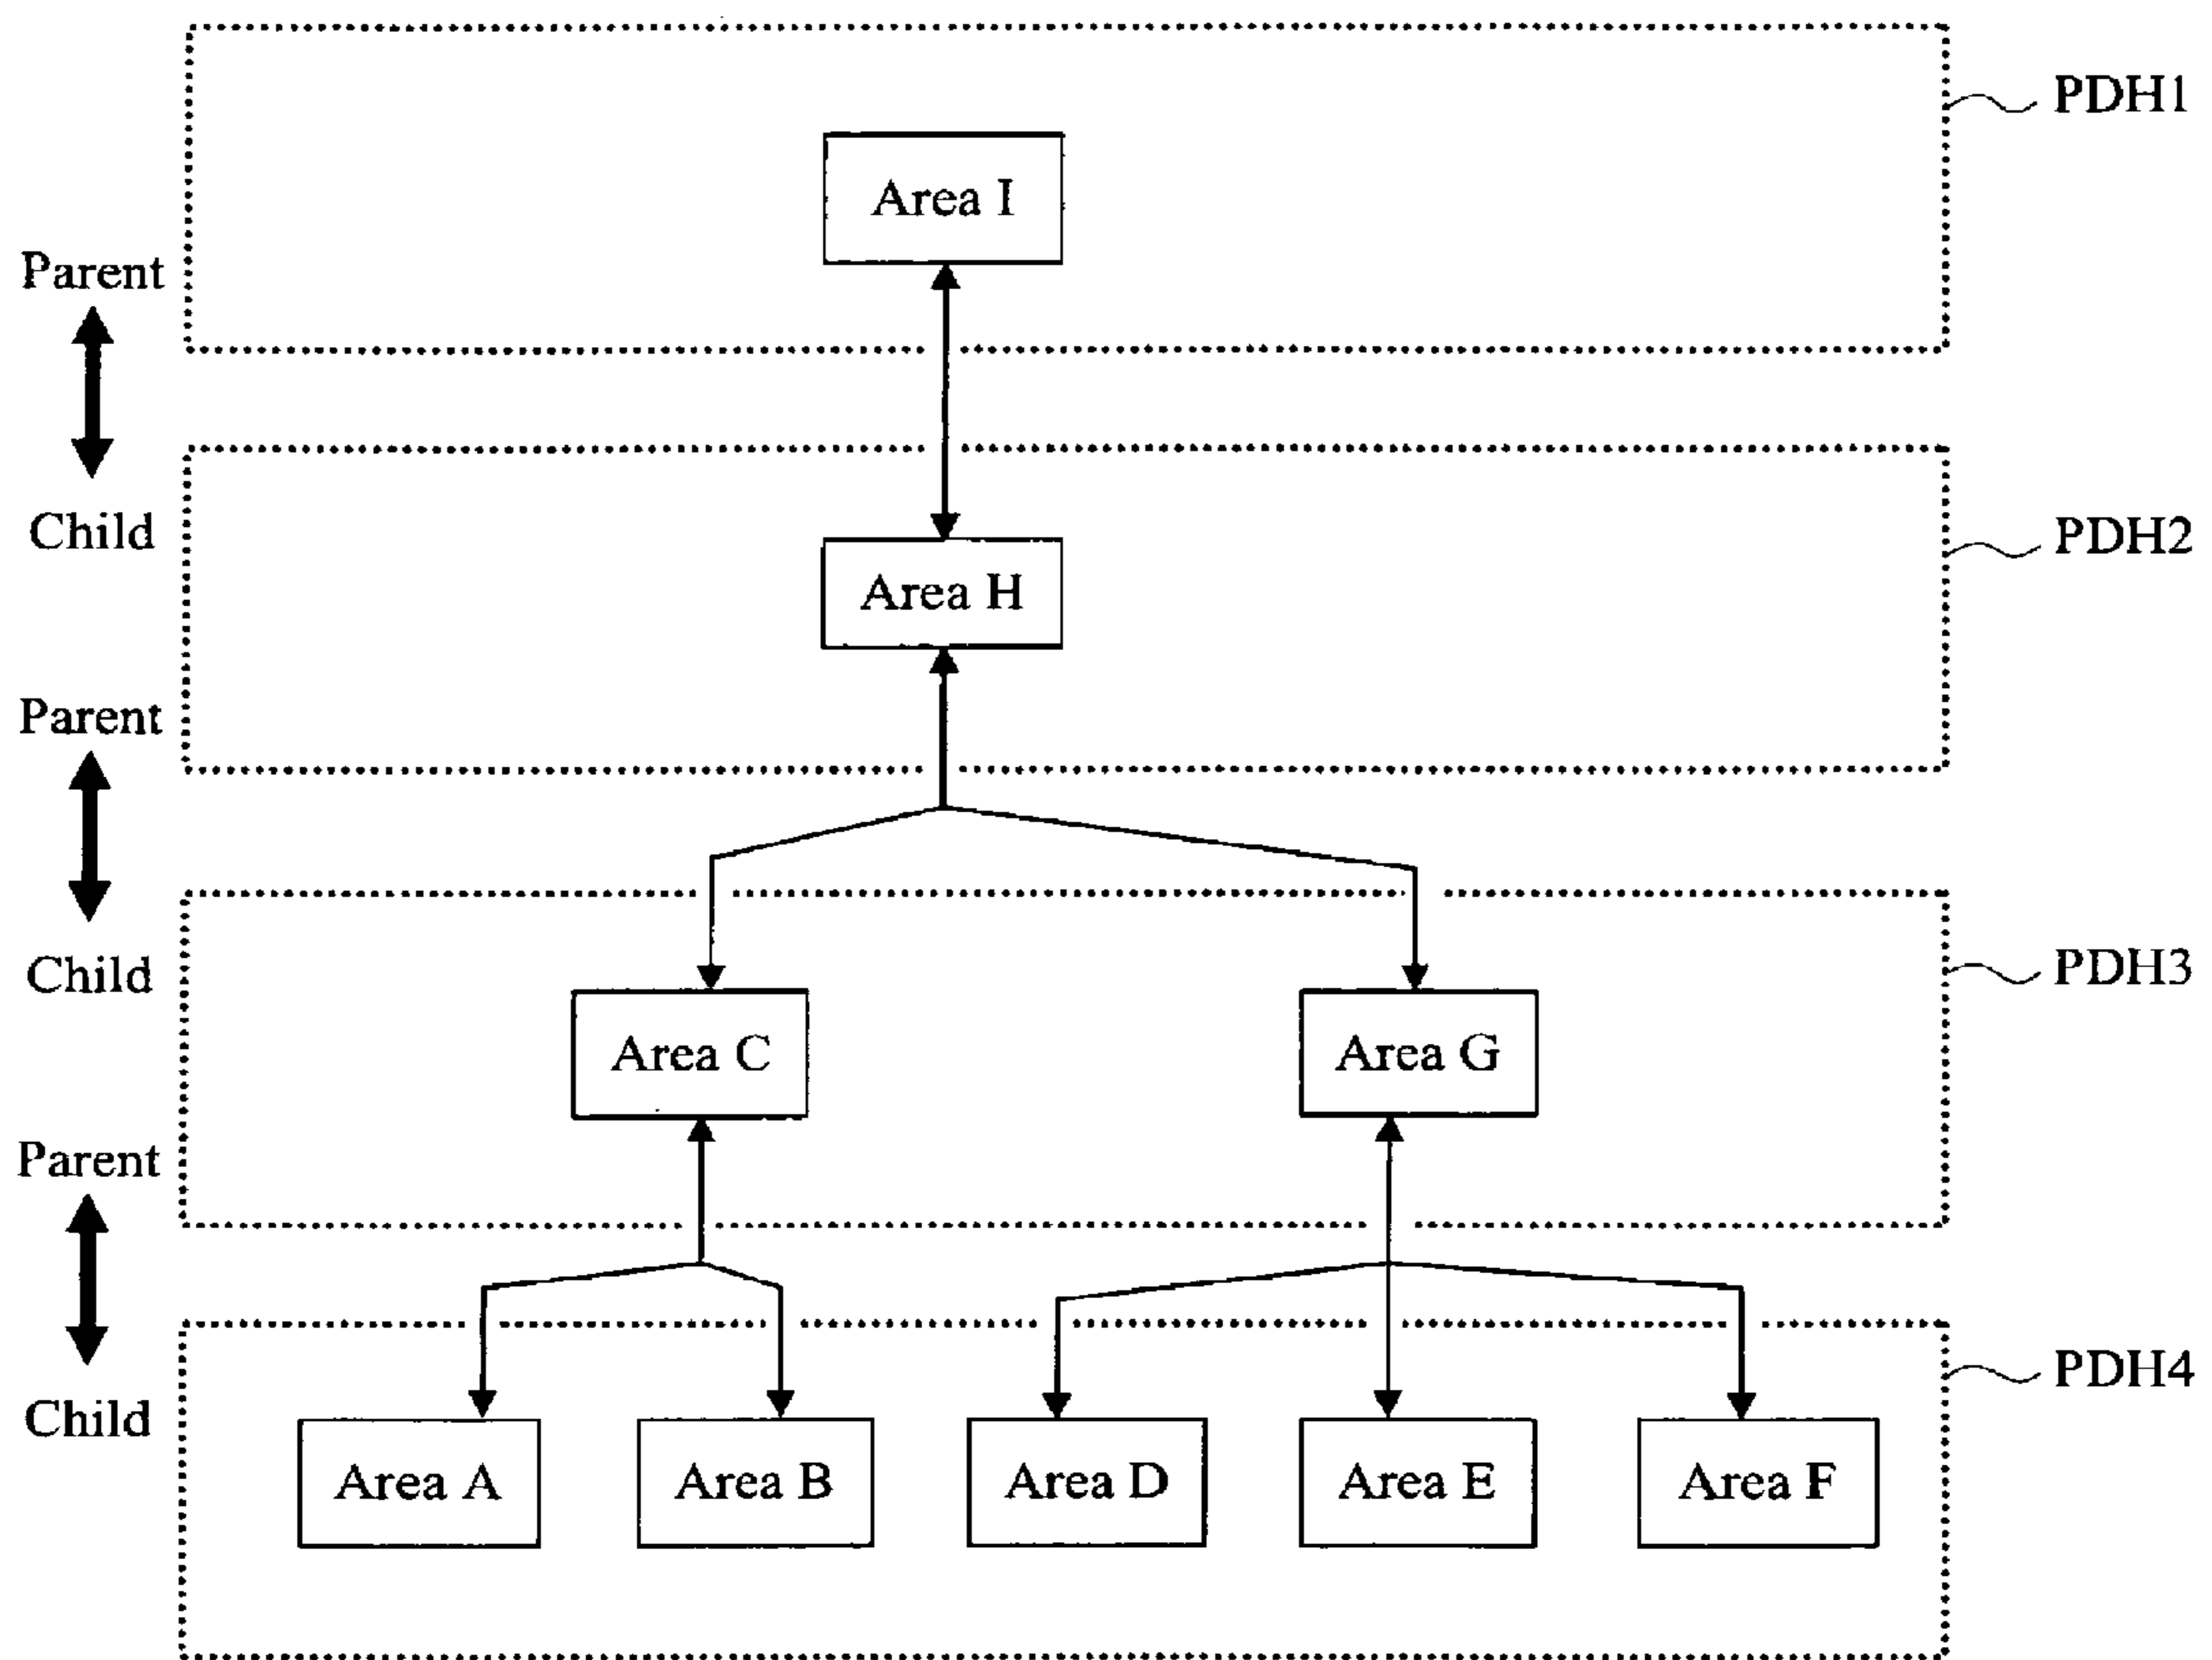 PDH1
Area I
Parent
Child
PDH2
Area H
Parent
Child
PDH3
Area C
Area G
Parent
Child
PDH4
Area A
Area B
Area D
Area E
Area F